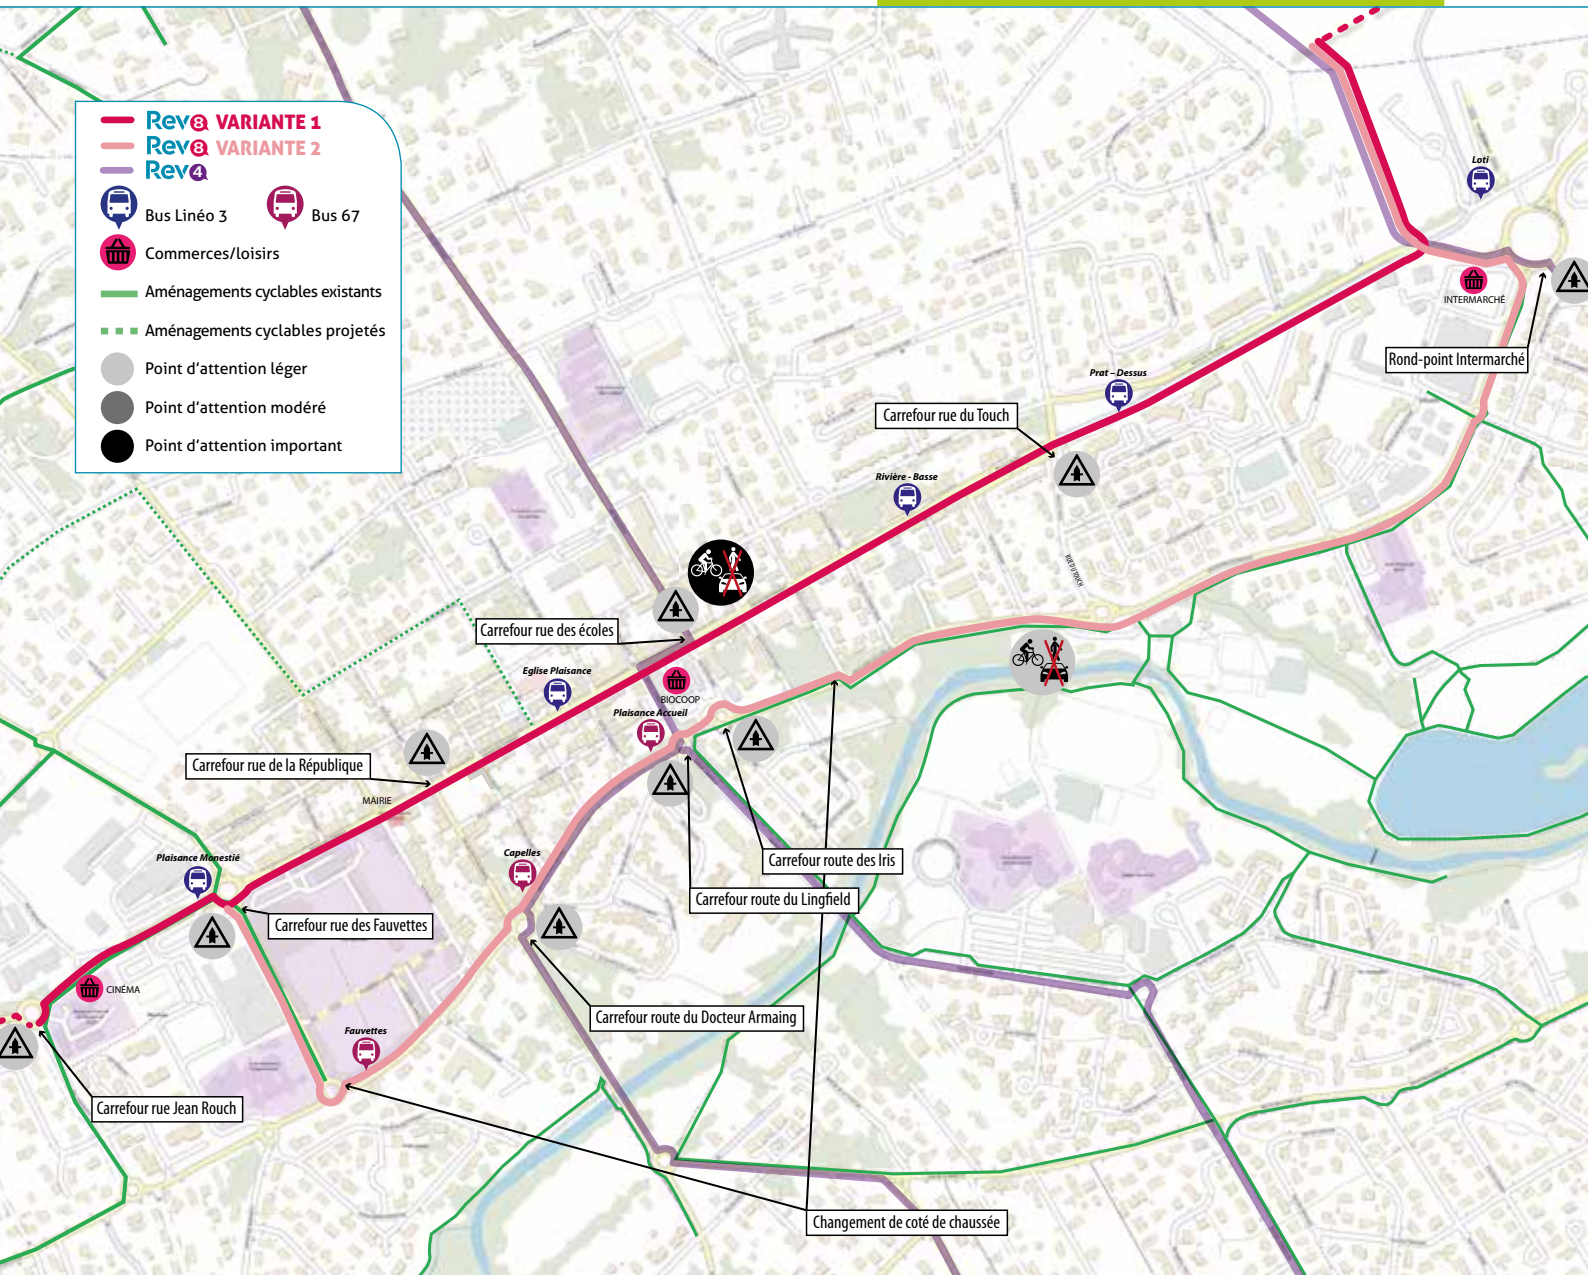 Rev8 VARIANTE 1
Rev8 VARIANTE 2
Rev4
Bus Linéo 3
Bus 67
Commerces/loisirs
Aménagements cyclables existants
Aménagements cyclables projetés
Point d'attention léger
Point d'attention modéré
Point d'attention important
Loti
INTERMARCHÉ
Rond-point Intermarché
Prat – Dessus
Carrefour rue du Touch
Rivière - Basse
RUE DU TOUCH
Carrefour rue des écoles
Eglise Plaisance
BIOCOOP
Plaisance Accueil
Carrefour rue de la République
MAIRIE
Plaisance Monestié
Capelles
Carrefour route des Iris
Carrefour route du Lingfield
Carrefour rue des Fauvettes
CINÉMA
Carrefour route du Docteur Armaing
Fauvettes
Carrefour rue Jean Rouch
Changement de coté de chaussée